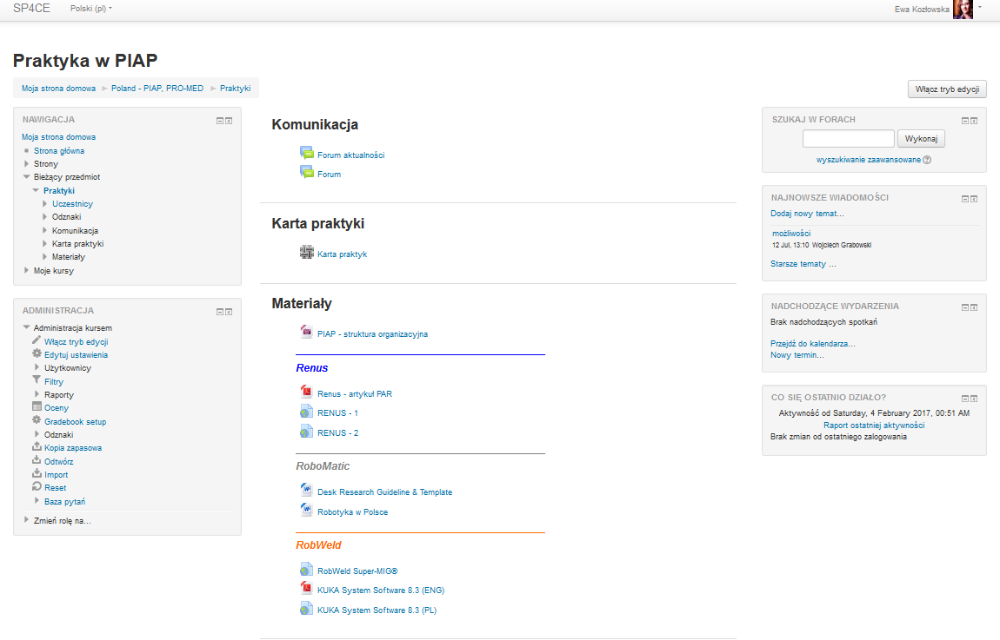 SP4CE
Polski (pl)
Ewa Kozłowska
Praktyka w PIAP
Moja strona domowa
Poland - PIAP, PRO-MED
Praktyki
Włącz tryb edycji
NAWIGACJA
Moja strona domowa
Strona główna
Strony
Bieżący przedmiot
Praktyki
Uczestnicy
Odznaki
Komunikacja
Karta praktyki
Materiały
Moje kursy
ADMINISTRACJA
Administracja kursem
Włącz tryb edycji
Edytuj ustawienia
Użytkownicy
Filtry
Raporty
Oceny
Gradebook setup
Odznaki
Kopia zapasowa
Odtwórz
Import
Reset
Baza pytań
Zmień rolę na...
Komunikacja
Forum aktualności
Forum
Karta praktyki
Karta praktyk
Materiały
PIAP - struktura organizacyjna
Renus
Renus - artykuł PAR
RENUS - 1
RENUS - 2
RoboMatic
Desk Research Guideline & Template
Robotyka w Polsce
RobWeld
RobWeld Super-MIG®
KUKA System Software 8.3 (ENG)
KUKA System Software 8.3 (PL)
SZUKAJ W FORACH
Wykonaj
wyszukiwanie zaawansowane
NAJNOWSZE WIADOMOŚCI
Dodaj nowy temat...
możliwości
12 Jul, 13:10 Wojciech Grabowski
Starsze tematy ...
NADCHODZĄCE WYDARZENIA
Brak nadchodzących spotkań
Przejdź do kalendarza...
Nowy termin...
CO SIĘ OSTATNIO DZIAŁO?
Aktywność od Saturday, 4 February 2017, 00:51 AM
Raport ostatniej aktywności
Brak zmian od ostatniego zalogowania